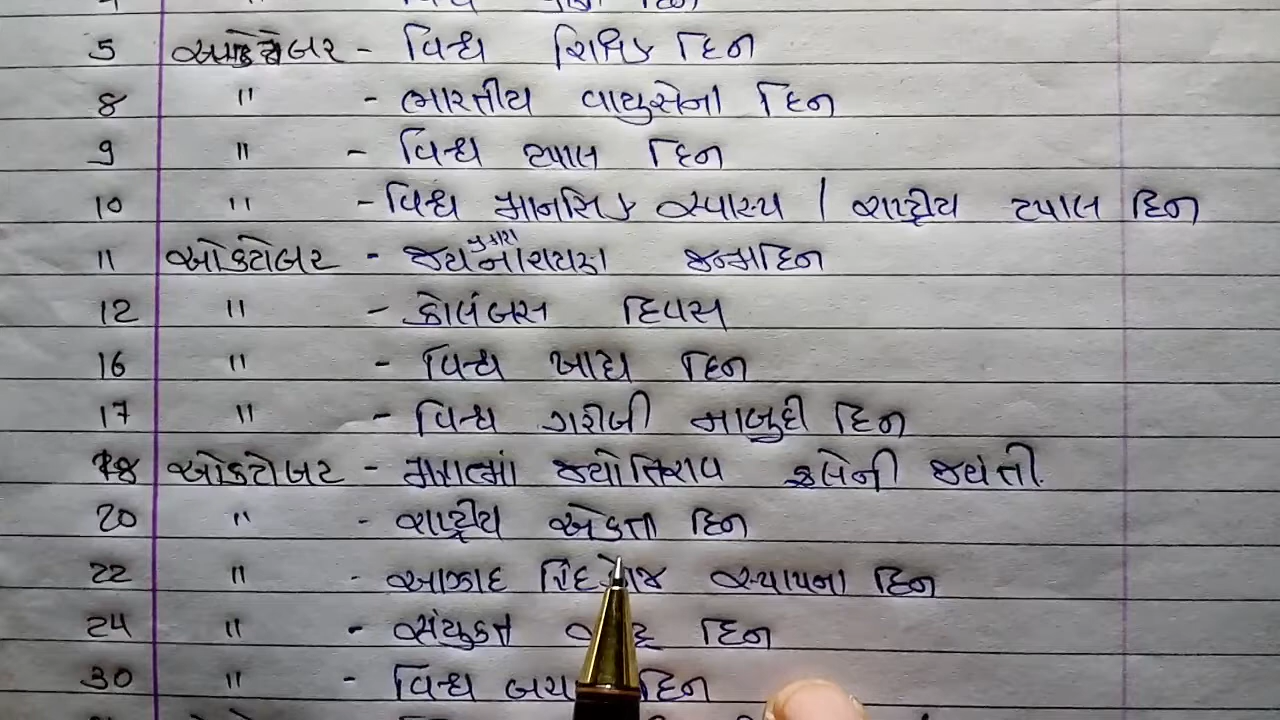 5 ઓક્ટોબર - વિશ્વ શિક્ષક દિન
8 " - ભારતીય વાયુસેના દિન
9 " - વિશ્વ ટપાલ દિન
10 " - વિશ્વ માનસિક સ્વાસ્થ્ય / રાષ્ટ્રીય ટપાલ દિન
11 ઓક્ટોબર - જયપ્રકાશ નારાયણ જન્મદિન
12 " - કોલંબસ દિવસ
16 " - વિશ્વ ખાદ્ય દિન
17 " - વિશ્વ ગરીબી નાબુદી દિન
ઓક્ટોબર - મહાત્માં જ્યોતિરાવ ફુલેની જયંતી.
20 " - રાષ્ટ્રીય એકતા દિન
22 " - આઝાદ સ્થાપના દિન
24 " - સંયુક્ત દિન
30 " - વિશ્વ દિન